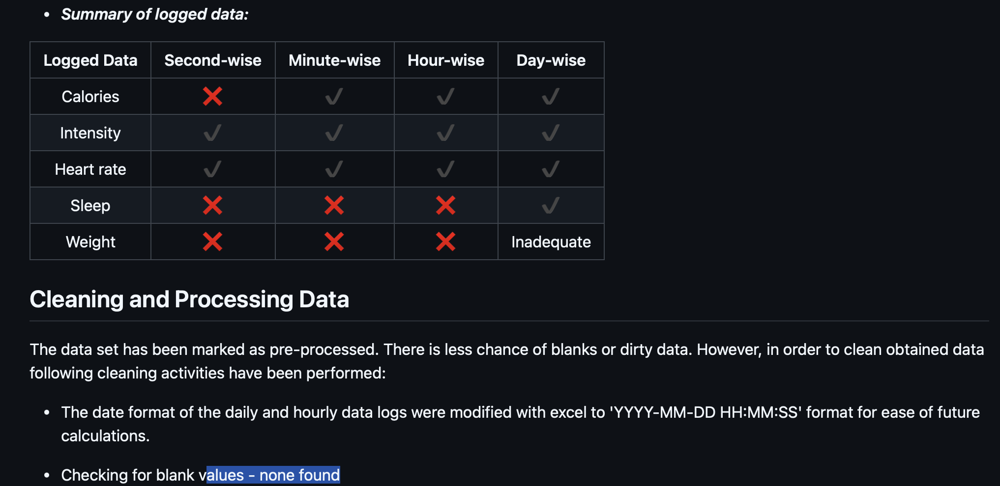 • Summary of logged data:
Logged Data Second-wise Minute-wise Hour-wise Day-wise
Calories ❌ ✔ ✔ ✔
Intensity ✔ ✔ ✔ ✔
Heart rate ✔ ✔ ✔ ✔
Sleep ❌ ❌ ❌ ✔
Weight ❌ ❌ ❌ Inadequate
Cleaning and Processing Data
The data set has been marked as pre-processed. There is less chance of blanks or dirty data. However, in order to clean obtained data
following cleaning activities have been performed:
• The date format of the daily and hourly data logs were modified with excel to 'YYYY-MM-DD HH:MM:SS' format for ease of future
calculations.
• Checking for blank values - none found